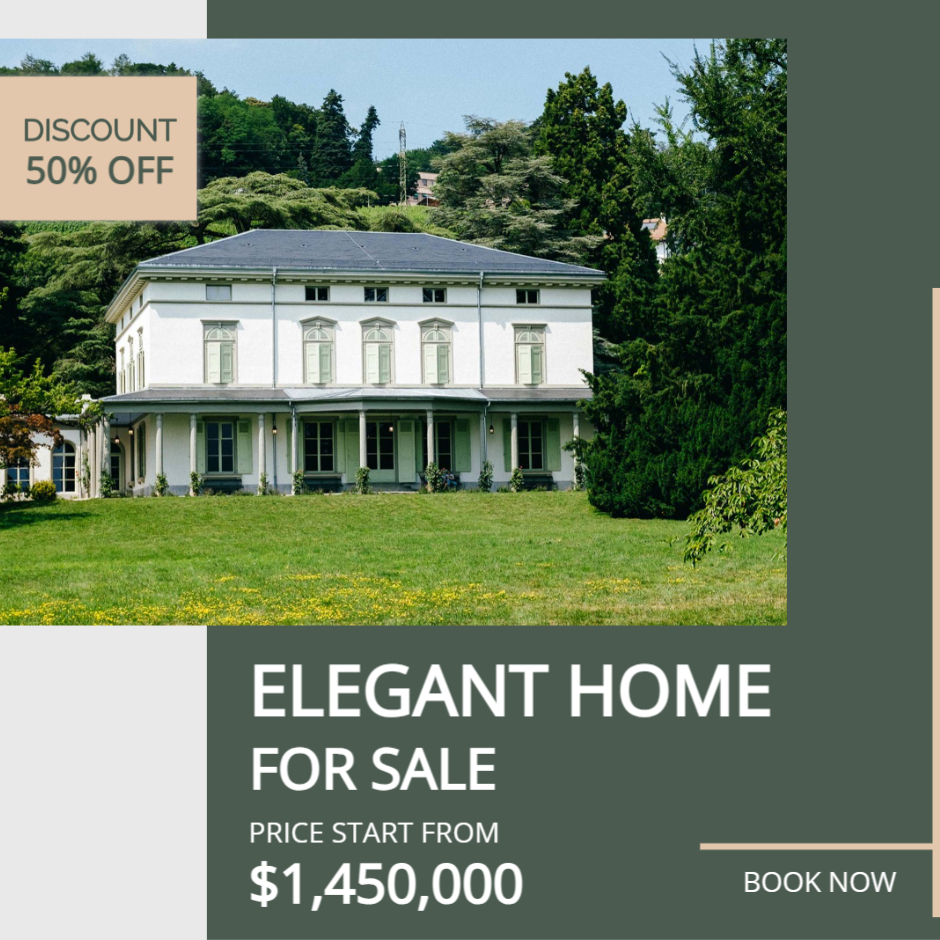 DISCOUNT
50% OFF
ELEGANT HOME
FOR SALE
PRICE START FROM
$1,450,000
BOOK NOW